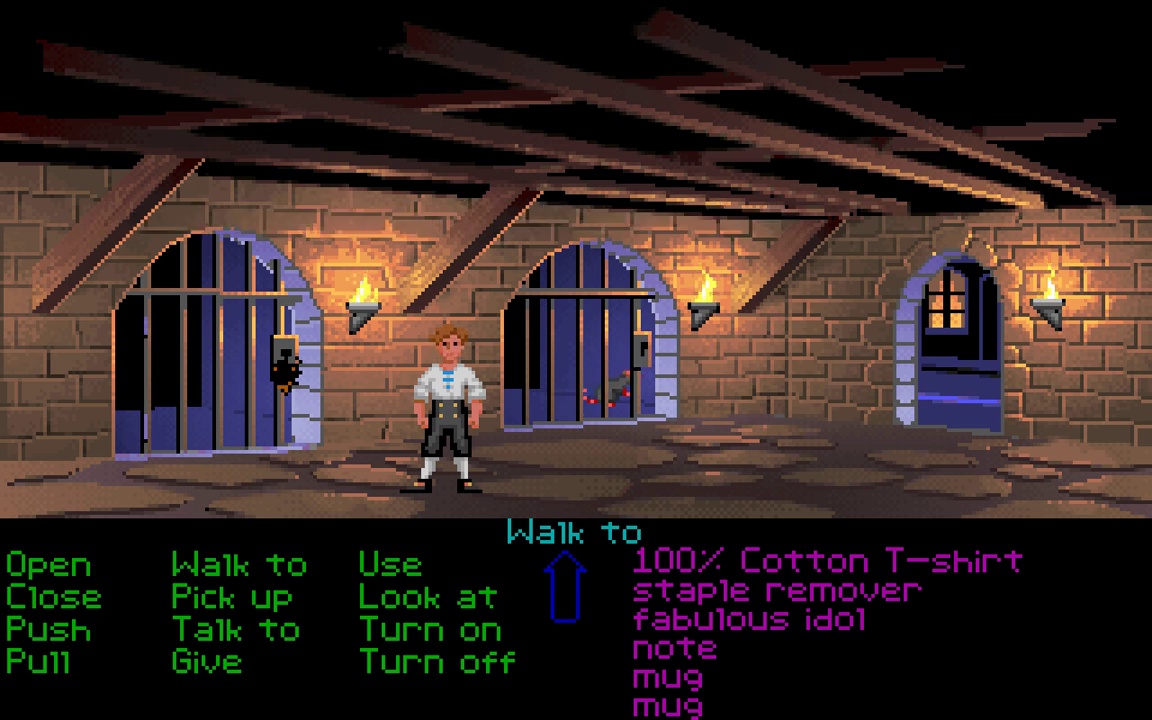 Walk to
Open Walk to Use
Close Pick up Look at
Push Talk to Turn on
Pull Give Turn off
100% Cotton T-shirt
staple remover
fabulous idol
note
mug
mug